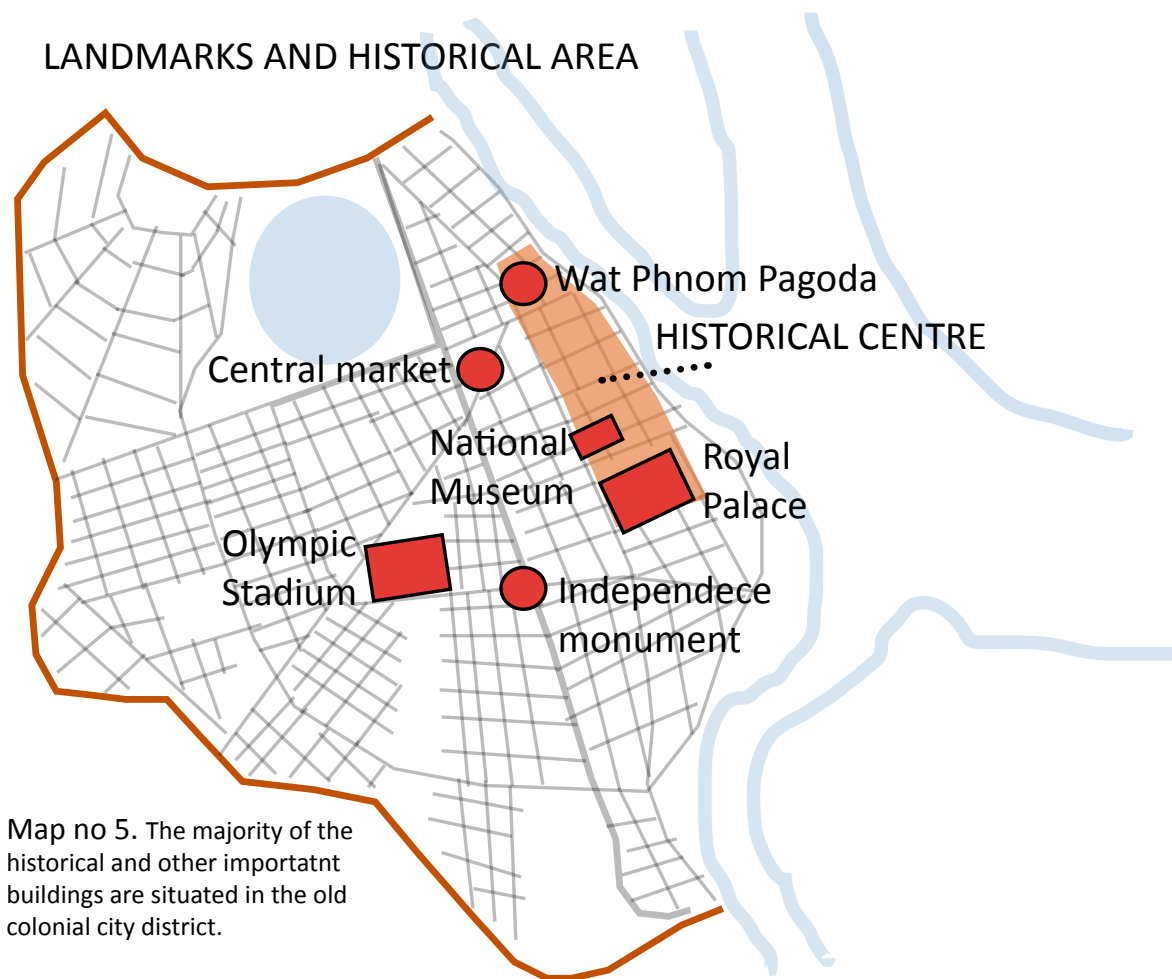 LANDMARKS AND HISTORICAL AREA
Wat Phnom Pagoda
HISTORICAL CENTRE
Central market
National
Museum
Royal
Palace
Olympic
Stadium
Independece
monument
Map no 5. The majority of the
historical and other importatnt
buildings are situated in the old
colonial city district.